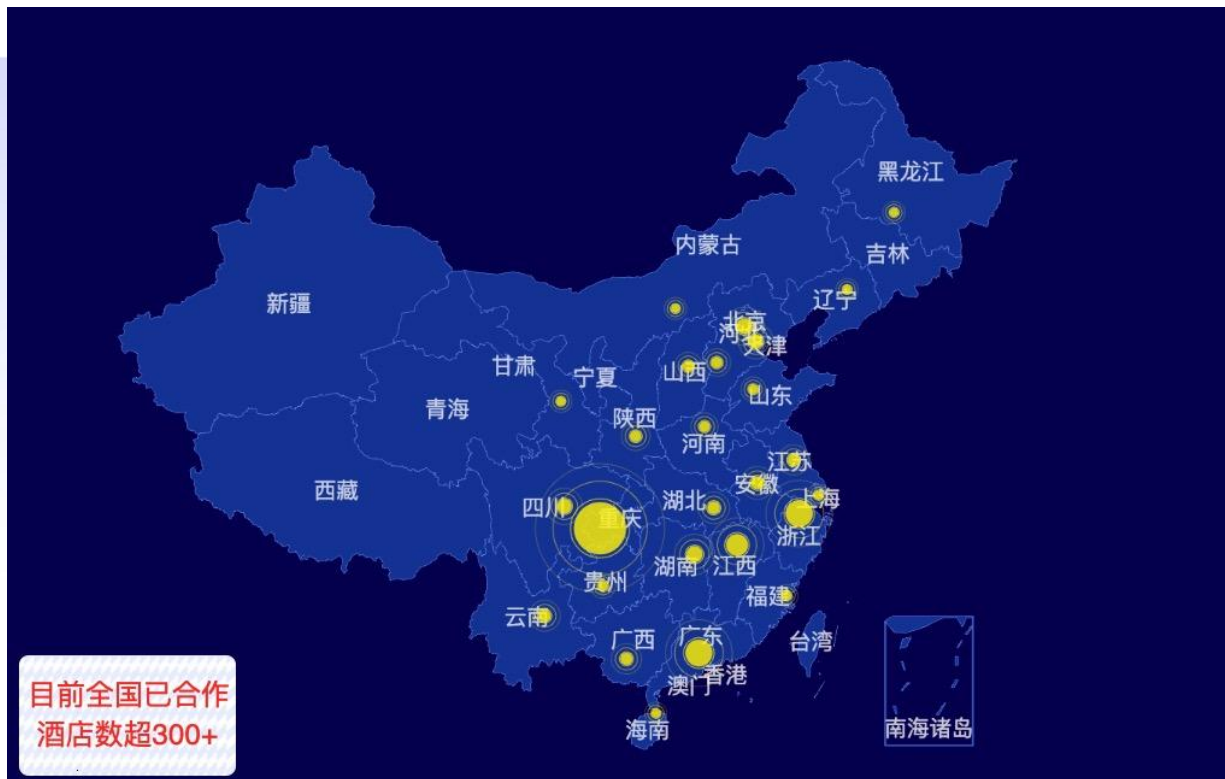 黑龙江
内蒙古
吉林
新疆
辽宁
北京
河北
天津
甘肃
宁夏
山西
青海
山东
陕西
河南
江苏
西藏
安徽
四川
湖北
上海
重庆
浙江
湖南
江西
贵州
福建
云南
广西
广东
台湾
香港
澳门
海南
南海诸岛
目前全国已合作
酒店数超300+